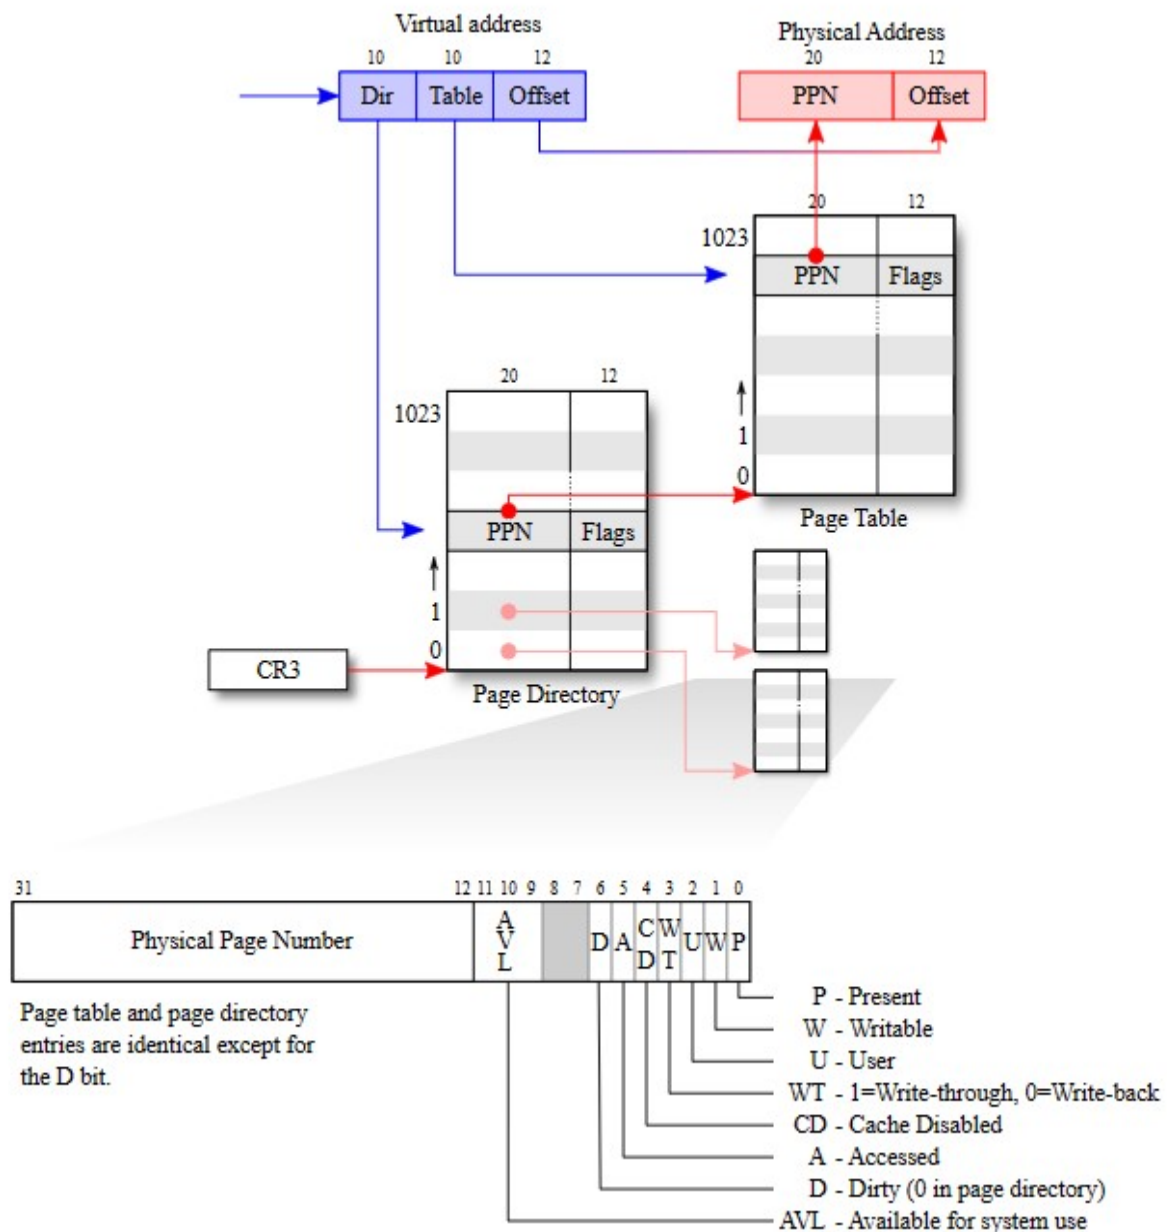 Virtual address
Physical Address
10 10 12
20 12
Dir Table Offset
PPN Offset
20 12
1023
PPN Flags
20 12
1023
1
0
Page Table
PPN Flags
1
0
CR3
Page Directory
31 12 11 10 9 8 7 6 5 4 3 2 1 0
Physical Page Number AVL D A CD WT U W P
Page table and page directory
entries are identical except for
the D bit.
P - Present
W - Writable
U - User
WT - 1=Write-through, 0=Write-back
CD - Cache Disabled
A - Accessed
D - Dirty (0 in page directory)
AVL - Available for system use